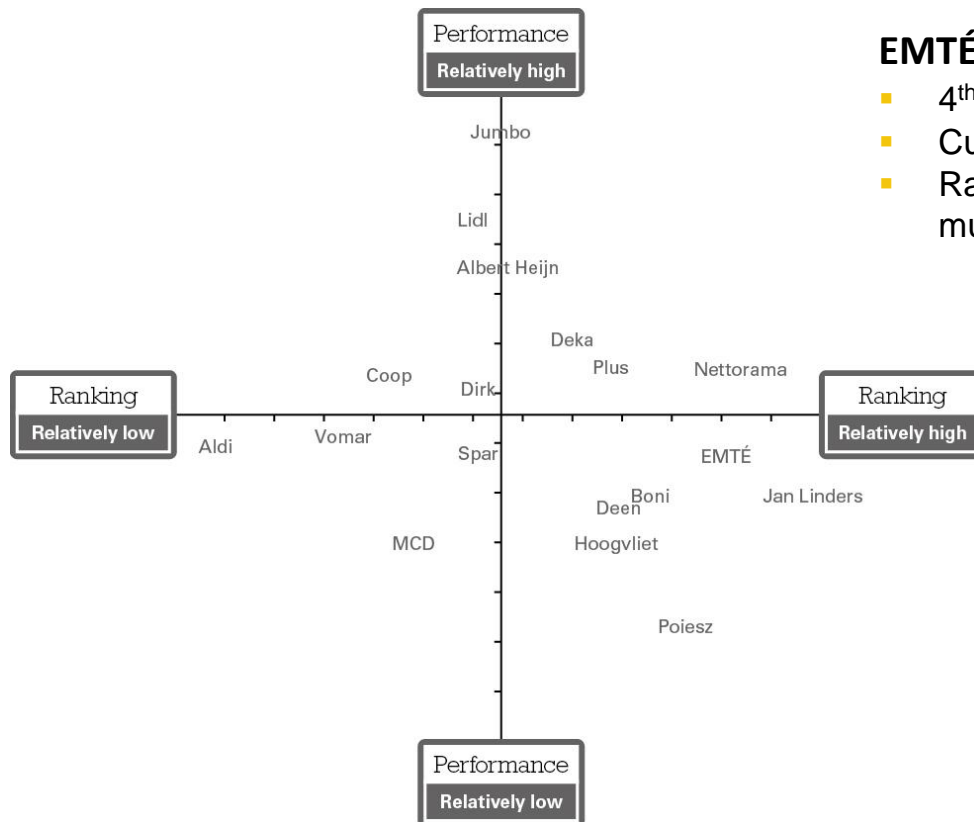 Performance
Relatively high
EMTÉ
4th
Cu
Ra
mu
Jumbo
Lidl
Albert Heijn
Deka
Plus
Nettorama
Coop
Dirk
Ranking
Relatively low
Ranking
Relatively high
Aldi
Vomar
Spar
EMTÉ
Boni
Jan Linders
Deen
MCD
Hoogvliet
Poiesz
Performance
Relatively low